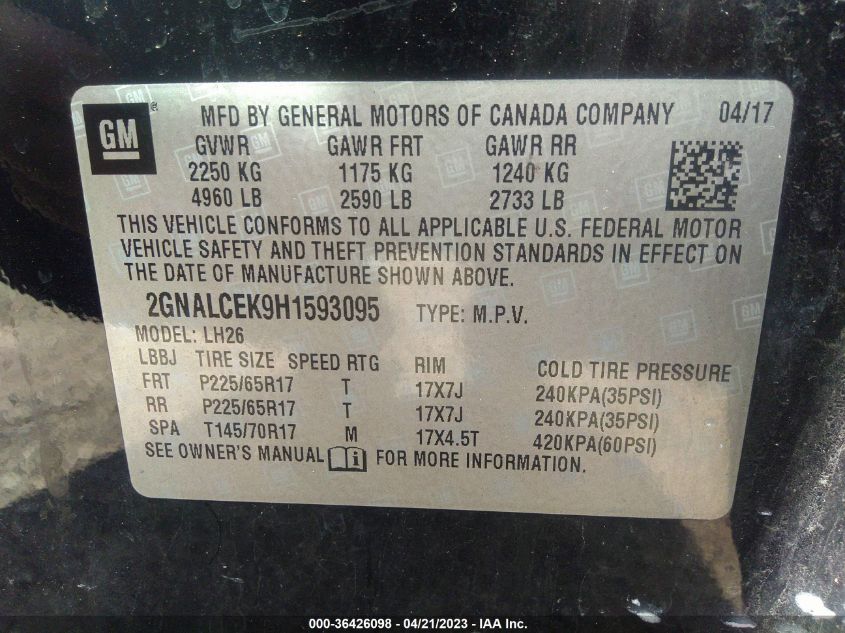 GM ® MFD BY GENERAL MOTORS OF CANADA COMPANY 04/17
GVWR GAWR FRT GAWR RR
2250 KG 1175 KG 1240 KG
4960 LB 2590 LB 2733 LB
THIS VEHICLE CONFORMS TO ALL APPLICABLE U.S. FEDERAL MOTOR
VEHICLE SAFETY AND THEFT PREVENTION STANDARDS IN EFFECT ON
THE DATE OF MANUFACTURE SHOWN ABOVE.
2GNALCEK9H1593095 TYPE: M.P.V.
MODEL: LH26
LBBJ TIRE SIZE SPEED RTG RIM COLD TIRE PRESSURE
FRT P225/65R17 T 17X7J 240KPA(35PSI)
RR P225/65R17 T 17X7J 240KPA(35PSI)
SPA T145/70R17 M 17X4.5T 420KPA(60PSI)
SEE OWNER'S MANUAL i FOR MORE INFORMATION.
000-36426098 - 04/21/2023 - IAA Inc.